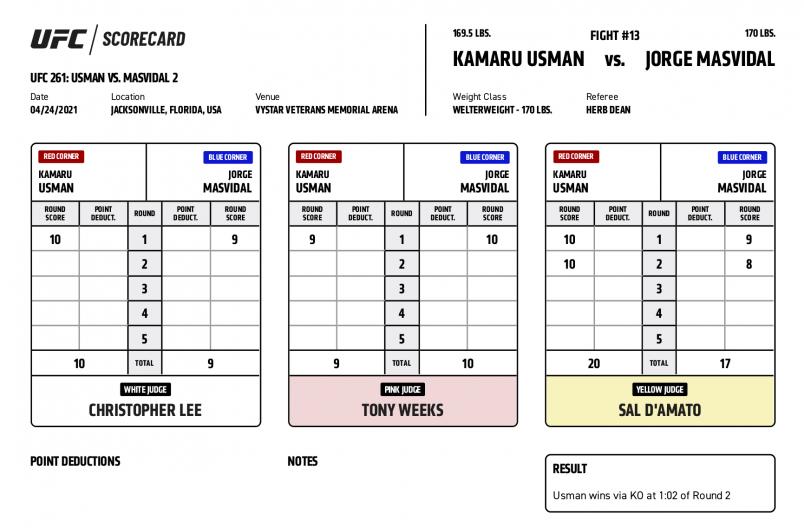 UFC / SCORECARD
UFC 261: USMAN VS. MASVIDAL 2
Date Location Venue
04/24/2021 JACKSONVILLE, FLORIDA, USA VYSTAR VETERANS MEMORIAL ARENA
169.5 LBS. FIGHT #13 170 LBS.
KAMARU USMAN vs. JORGE MASVIDAL
Weight Class Referee
WELTERWEIGHT - 170 LBS. HERB DEAN
RED CORNER BLUE CORNER
KAMARU JORGE
USMAN MASVIDAL
ROUND POINT ROUND POINT ROUND
SCORE DEDUCT. DEDUCT. SCORE
10 1 9
2
3
4
5
10 TOTAL 9
WHITE JUDGE
CHRISTOPHER LEE
RED CORNER BLUE CORNER
KAMARU JORGE
USMAN MASVIDAL
ROUND POINT ROUND POINT ROUND
SCORE DEDUCT. DEDUCT. SCORE
9 1 10
2
3
4
5
9 TOTAL 10
PINK JUDGE
TONY WEEKS
RED CORNER BLUE CORNER
KAMARU JORGE
USMAN MASVIDAL
ROUND POINT ROUND POINT ROUND
SCORE DEDUCT. DEDUCT. SCORE
10 1 9
10 2 8
3
4
5
20 TOTAL 17
YELLOW JUDGE
SAL D'AMATO
POINT DEDUCTIONS
NOTES
RESULT
Usman wins via KO at 1:02 of Round 2